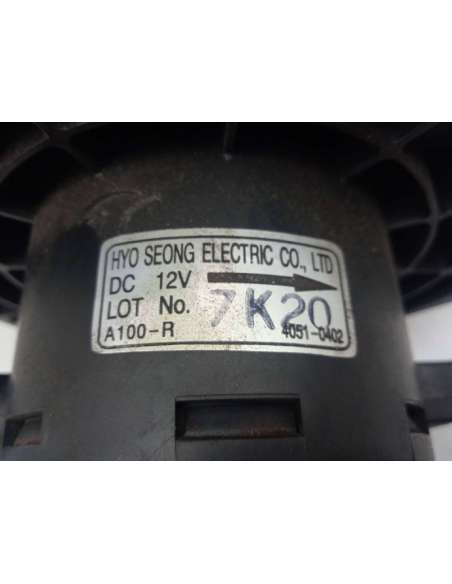 HYO SEONG ELECTRIC CO., LTD
DC 12V
LOT No. 7K20
A100-R 4051-0402